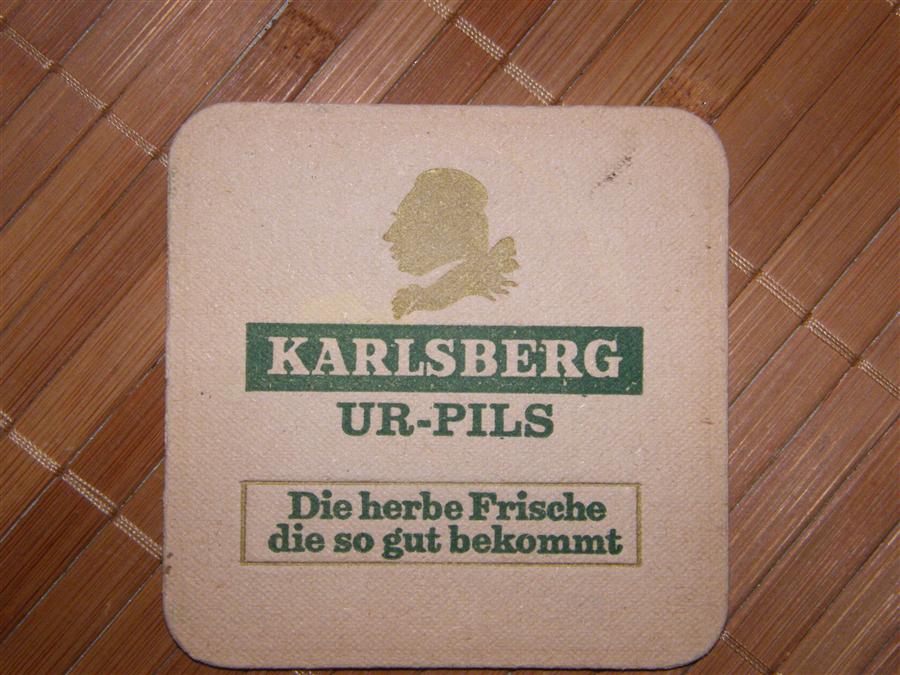 KARLSBERG
UR-PILS
Die herbe Frische
die so gut bekommt